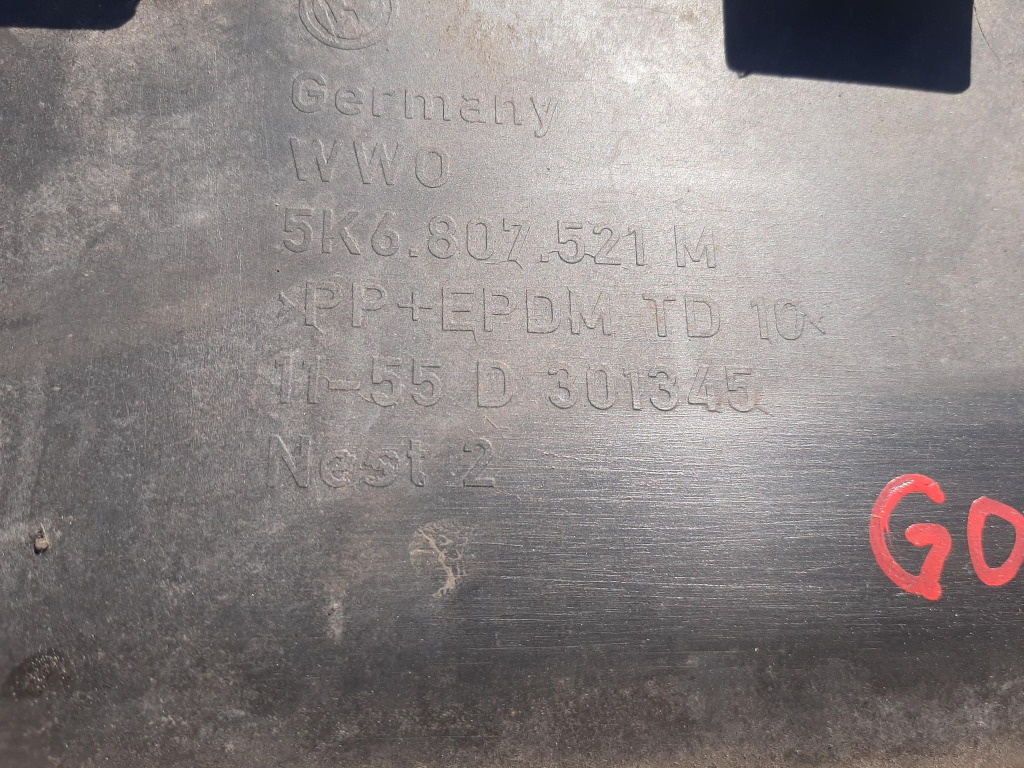 Germany
WWO
5K6.807.521 M
>PP+EPDM TD 10<
11-55 D 301345
Nest 2
GO